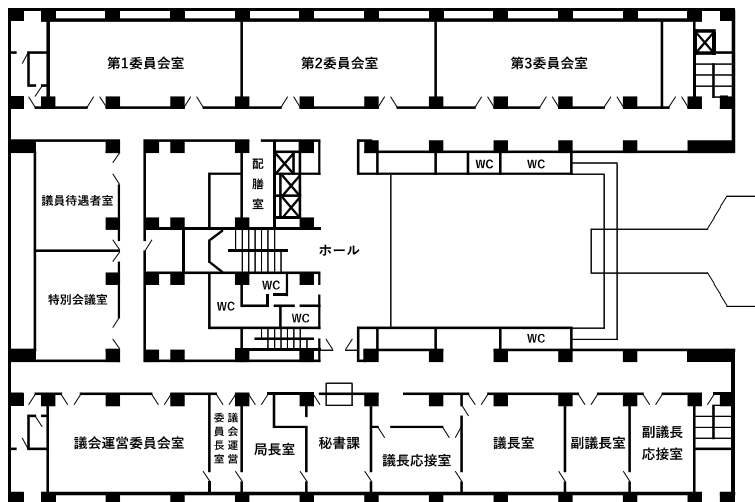 第1委員会室
第2委員会室
第3委員会室
配膳室
WC
WC
議員待遇者室
ホール
特別会議室
WC
WC
WC
WC
議会運営委員会室
議会運営
委員長室
局長室
秘書課
議長応接室
議長室
副議長室
副議長
応接室